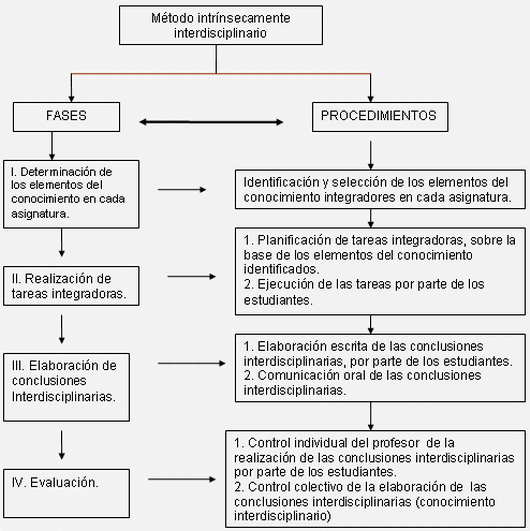 Método intrínsecamente
interdisciplinario
FASES
PROCEDIMIENTOS
I. Determinación de
los elementos del
conocimiento en cada
asignatura.
Identificación y selección de los elementos del
conocimiento integradores en cada asignatura.
II. Realización de
tareas integradoras.
1. Planificación de tareas integradoras, sobre la
base de los elementos del conocimiento
identificados.
2. Ejecución de las tareas por parte de los
estudiantes.
III. Elaboración de
conclusiones
Interdisciplinarias.
1. Elaboración escrita de las conclusiones
interdisciplinarias, por parte de los estudiantes.
2. Comunicación oral de las conclusiones
interdisciplinarias.
IV. Evaluación.
1. Control individual del profesor de la
realización de las conclusiones interdisciplinarias
por parte de los estudiantes.
2. Control colectivo de la elaboración de las
conclusiones interdisciplinarias (conocimiento
interdisciplinario)